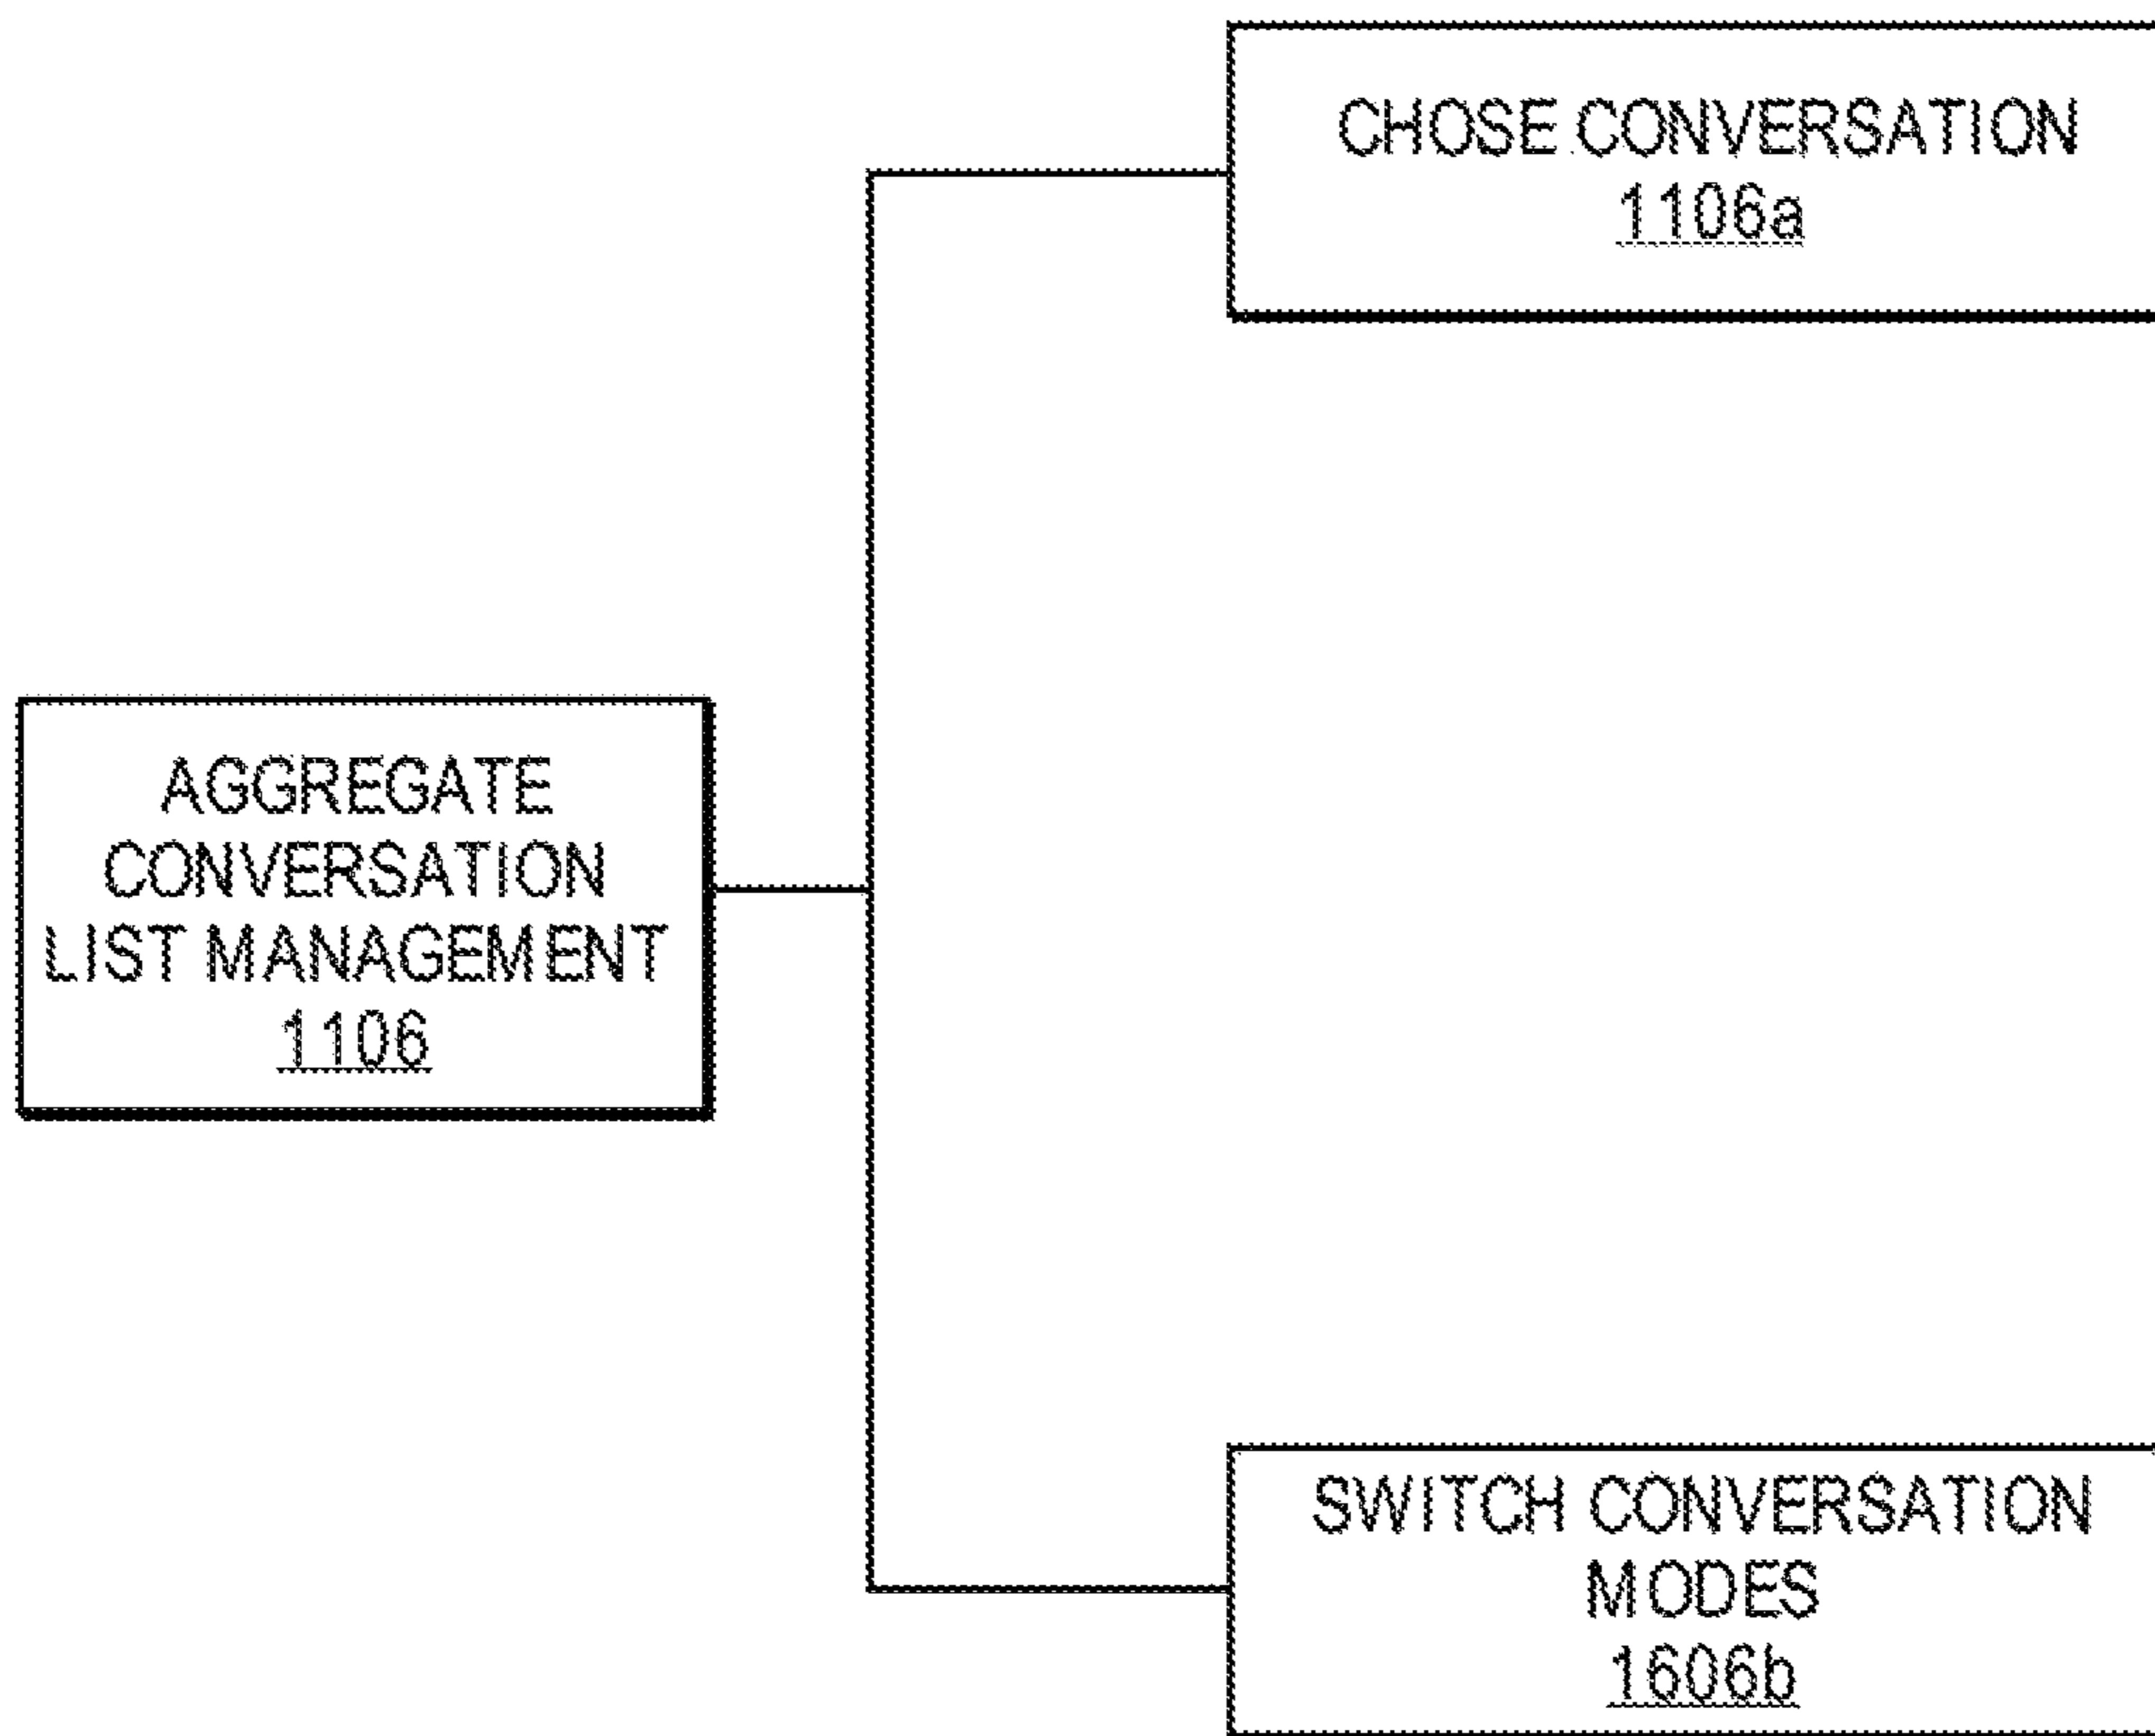 CHOSE CONVERSATION
1106a
AGGREGATE
CONVERSATION
LIST MANAGEMENT
1106
SWITCH CONVERSATION
MODES
1606b